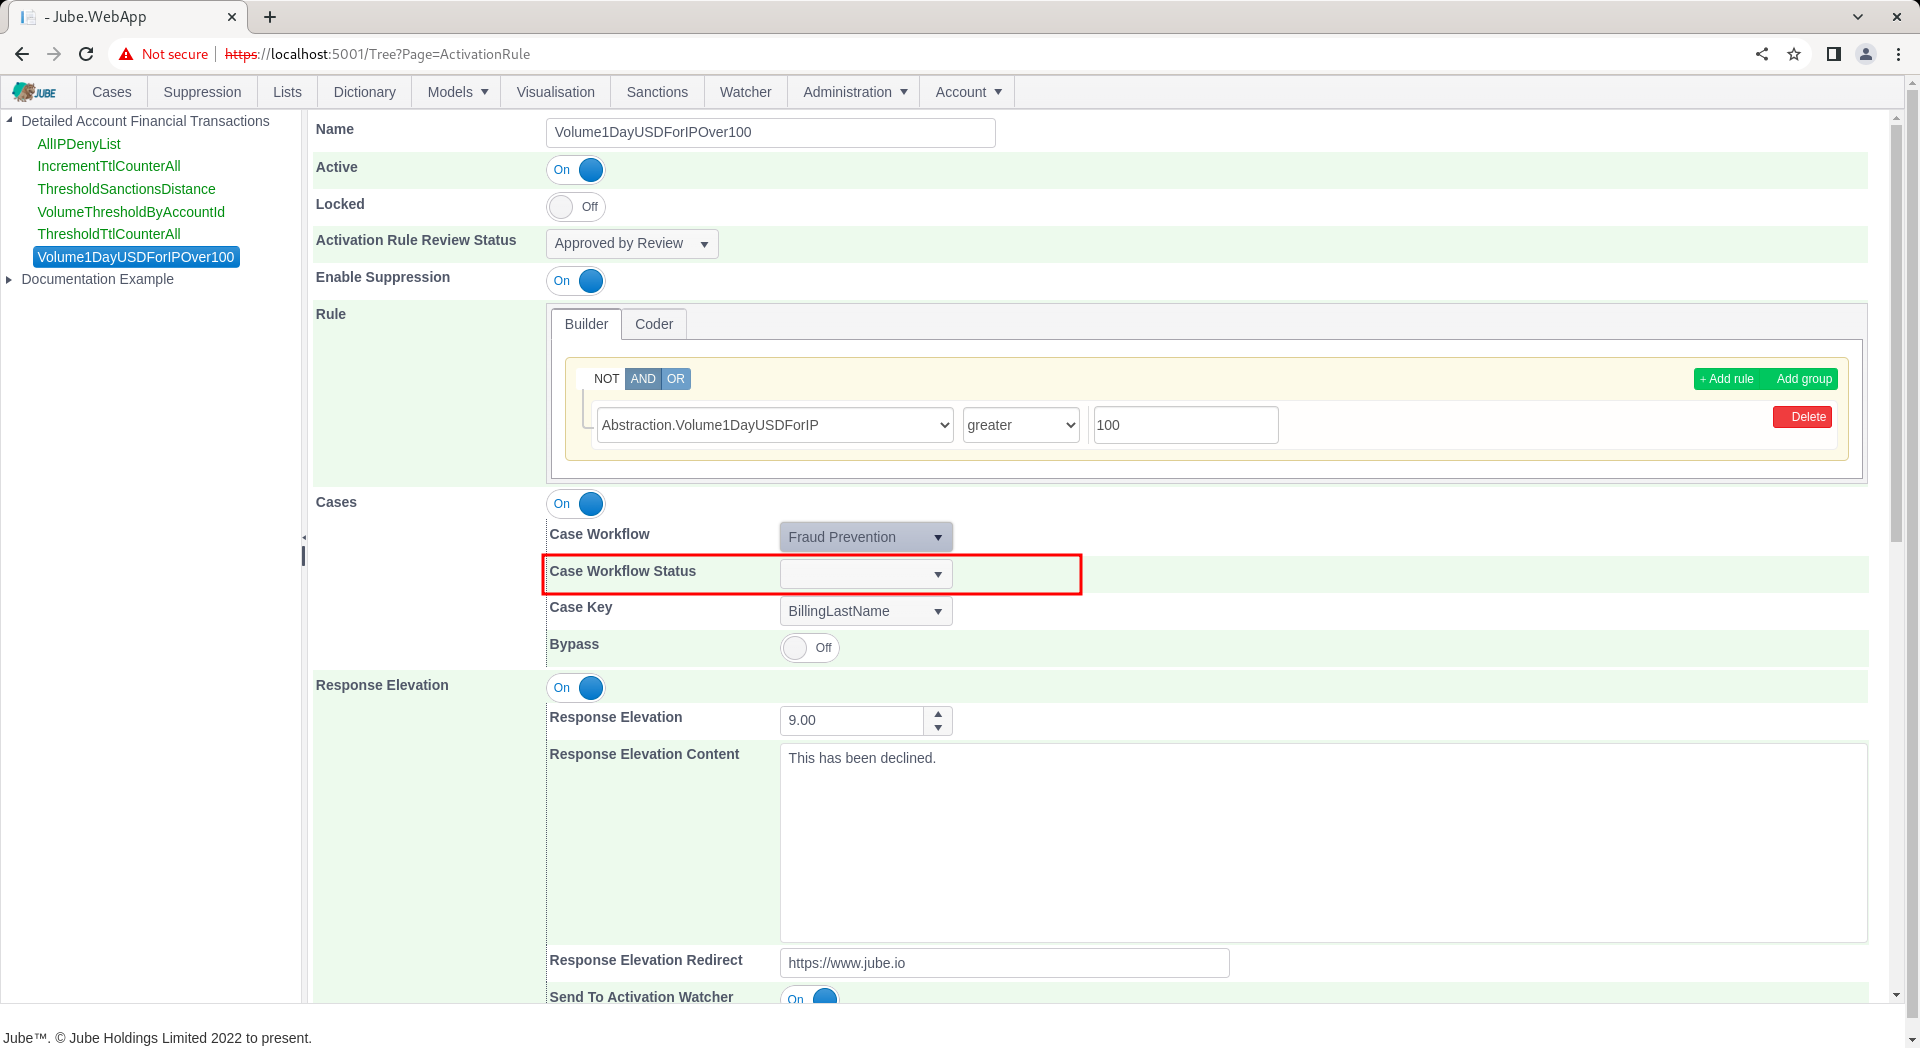 - Jube.WebApp
Not secure https://localhost:5001/Tree?Page=ActivationRule
JUBE Cases Suppression Lists Dictionary Models Visualisation Sanctions Watcher Administration Account
Detailed Account Financial Transactions
AllIPDenyList
IncrementTtlCounterAll
ThresholdSanctionsDistance
VolumeThresholdByAccountId
ThresholdTtlCounterAll
Volume1DayUSDForIPOver100
Documentation Example
Name Volume1DayUSDForIPOver100
Active On
Locked Off
Activation Rule Review Status Approved by Review
Enable Suppression On
Rule Builder Coder
NOT AND OR + Add rule Add group
Abstraction.Volume1DayUSDForIP greater 100 Delete
Cases On
Case Workflow Fraud Prevention
Case Workflow Status
Case Key BillingLastName
Bypass Off
Response Elevation On
Response Elevation 9.00
Response Elevation Content This has been declined.
Response Elevation Redirect https://www.jube.io
Send To Activation Watcher On
Jube™. © Jube Holdings Limited 2022 to present.